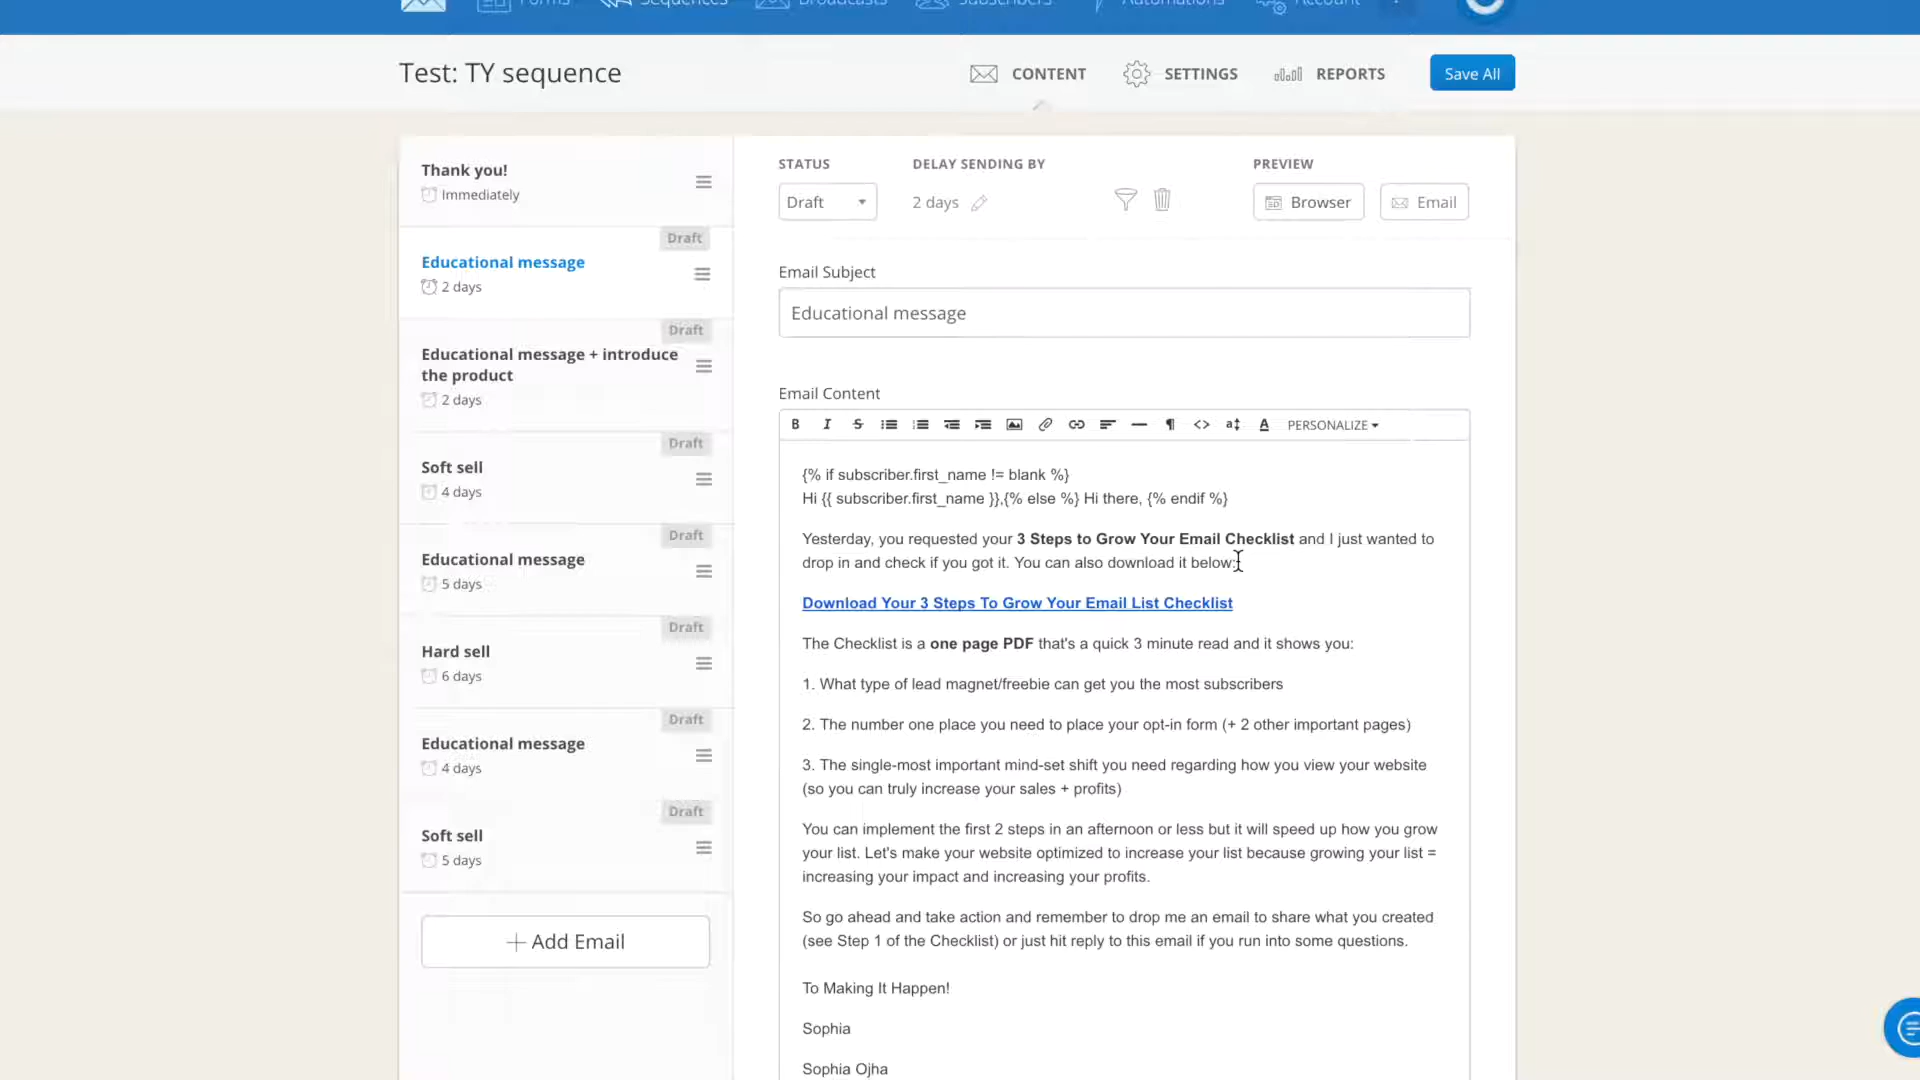 Forms Sequences Broadcasts Subscribers Automations Account
Test: TY sequence
CONTENT
SETTINGS
REPORTS
Save All
Thank you!
Immediately
Draft
Educational message
2 days
Draft
Educational message + introduce
the product
2 days
Draft
Soft sell
4 days
Draft
Educational message
5 days
Draft
Hard sell
6 days
Draft
Educational message
4 days
Draft
Soft sell
5 days
Add Email
STATUS
DELAY SENDING BY
PREVIEW
Draft
2 days
Browser
Email
Email Subject
Educational message
Email Content
PERSONALIZE
{% if subscriber.first_name != blank %}
Hi {{ subscriber.first_name }},{% else %} Hi there, {% endif %}
Yesterday, you requested your 3 Steps to Grow Your Email Checklist and I just wanted to
drop in and check if you got it. You can also download it below:
Download Your 3 Steps To Grow Your Email List Checklist
The Checklist is a one page PDF that's a quick 3 minute read and it shows you:
1. What type of lead magnet/freebie can get you the most subscribers
2. The number one place you need to place your opt-in form (+ 2 other important pages)
3. The single-most important mind-set shift you need regarding how you view your website
(so you can truly increase your sales + profits)
You can implement the first 2 steps in an afternoon or less but it will speed up how you grow
your list. Let's make your website optimized to increase your list because growing your list =
increasing your impact and increasing your profits.
So go ahead and take action and remember to drop me an email to share what you created
(see Step 1 of the Checklist) or just hit reply to this email if you run into some questions.
To Making It Happen!
Sophia
Sophia Ojha